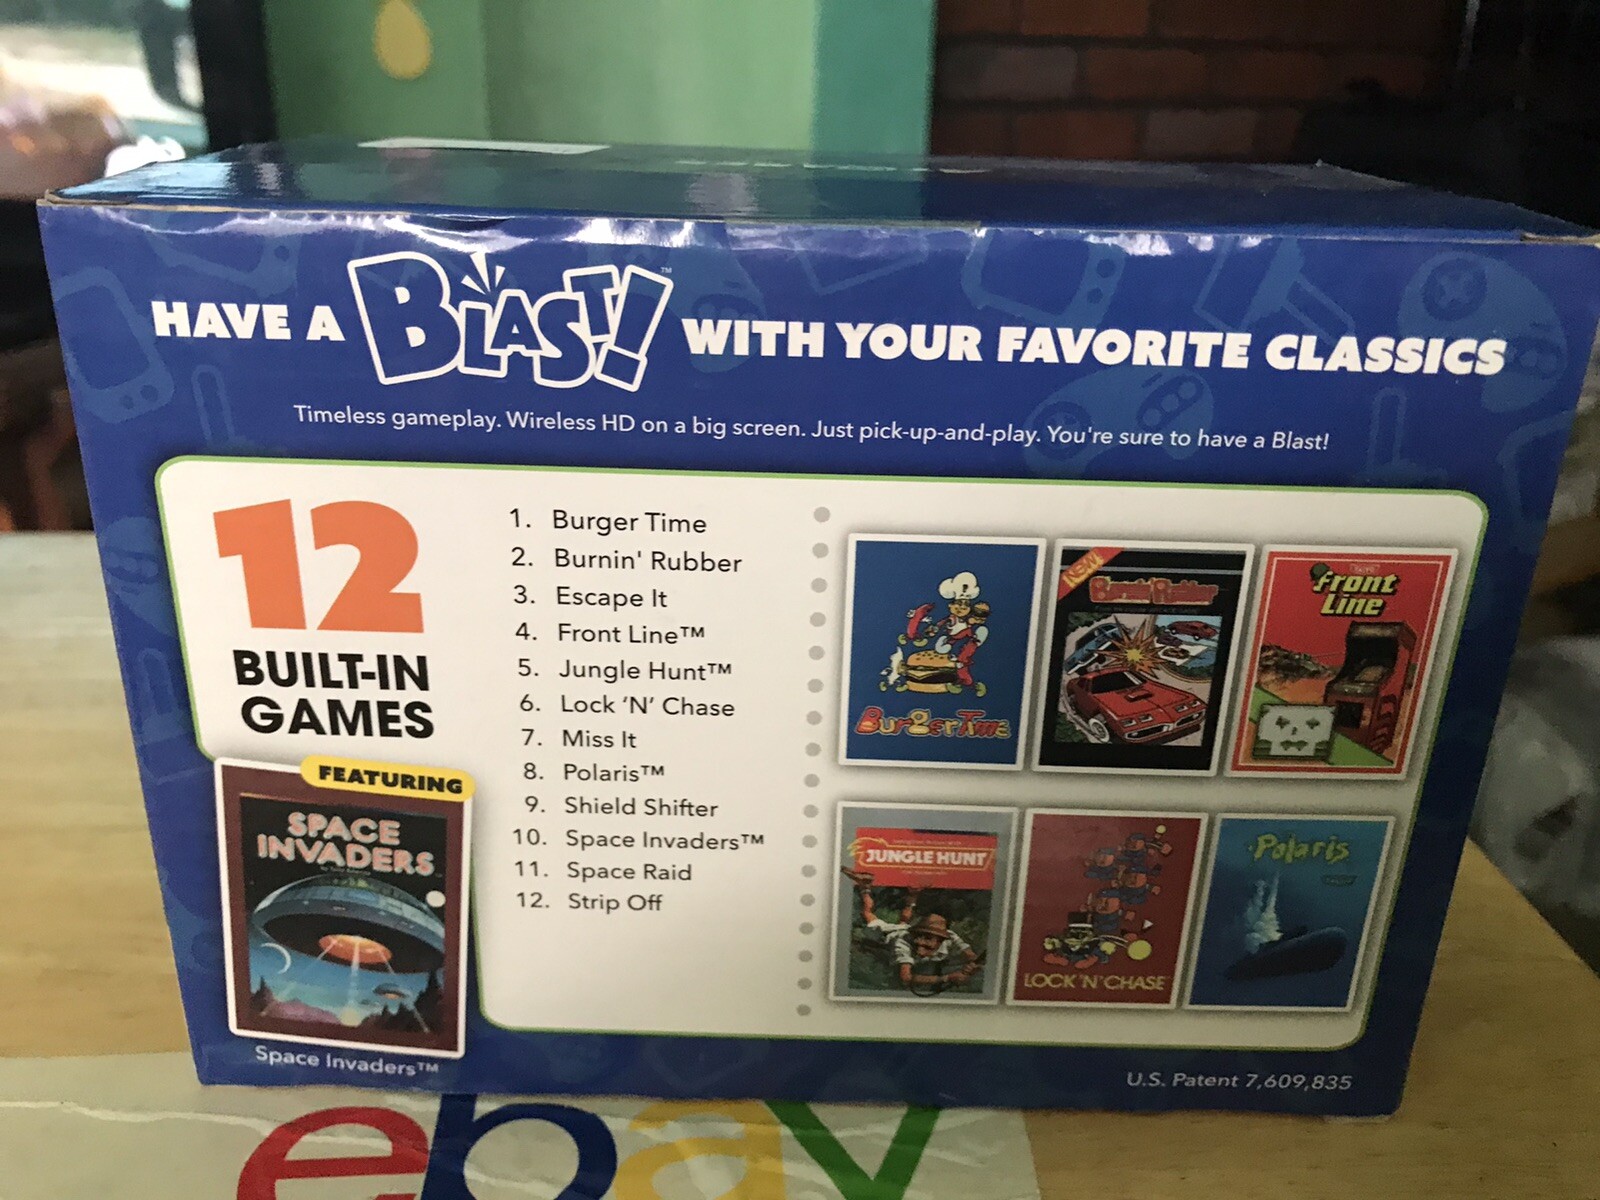 HAVE A BLAST!™ WITH YOUR FAVORITE CLASSICS
Timeless gameplay. Wireless HD on a big screen. Just pick-up-and-play. You're sure to have a Blast!
12
BUILT-IN
GAMES
FEATURING
SPACE
INVADERS
Space Invaders™
1. Burger Time
2. Burnin' Rubber
3. Escape It
4. Front Line™
5. Jungle Hunt™
6. Lock ‘N’ Chase
7. Miss It
8. Polaris™
9. Shield Shifter
10. Space Invaders™
11. Space Raid
12. Strip Off
BurgerTime
NEW!
Burnin' Rubber
Front
Line
JUNGLE HUNT
LOCK'N'CHASE
Polaris
U.S. Patent 7,609,835
ebay